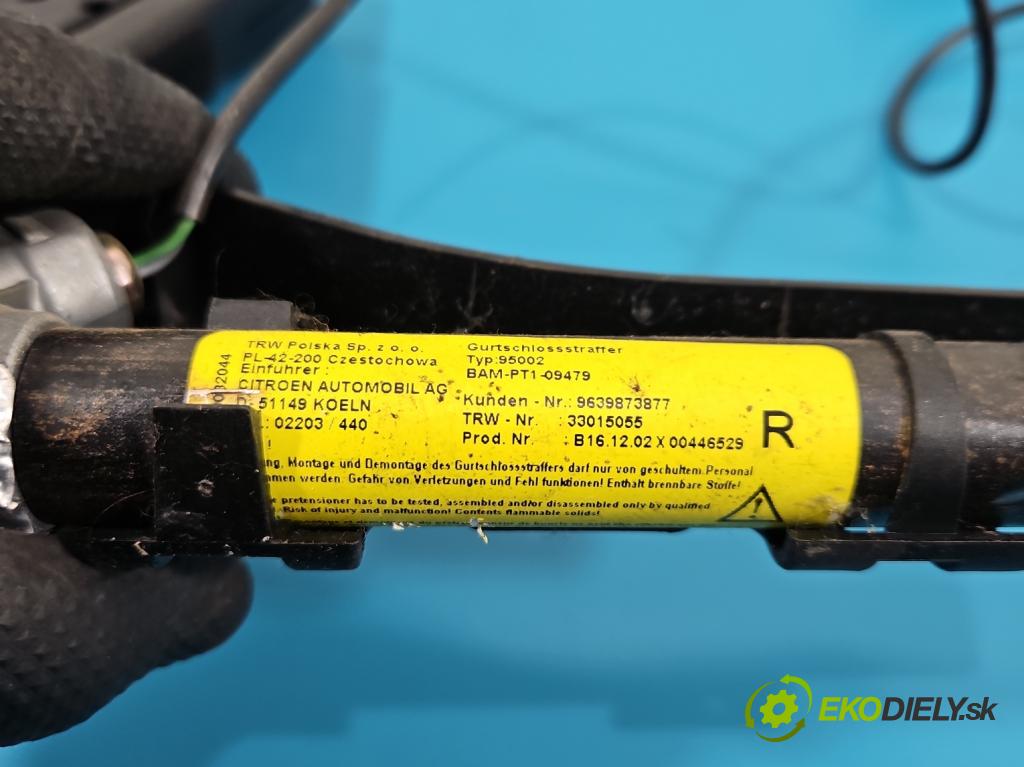 TRW Polska Sp. z o. o.
PL-42-200 Czestochowa
Einführer :
CITROEN AUTOMOBIL AG
51149 KOELN
02203 / 440
!
Gurtschlossstraffer
Typ:95002
BAM-PT1-09479
Kunden - Nr.: 9639873877
TRW - Nr. : 33015055
Prod. Nr. : B16.12.02 X 00446529
R
Montage und Demontage des Gurtschlossstraffers darf nur von geschultem Personal
werden. Gefahr von Verletzungen und Fehl funktionen! Enthalt brennbare Stoffe!
pretensioner has to be tested, assembled and/or disassembled only by qualified
Risk of injury and malfunction! Contents flammable solids!
EKODIELY.sk